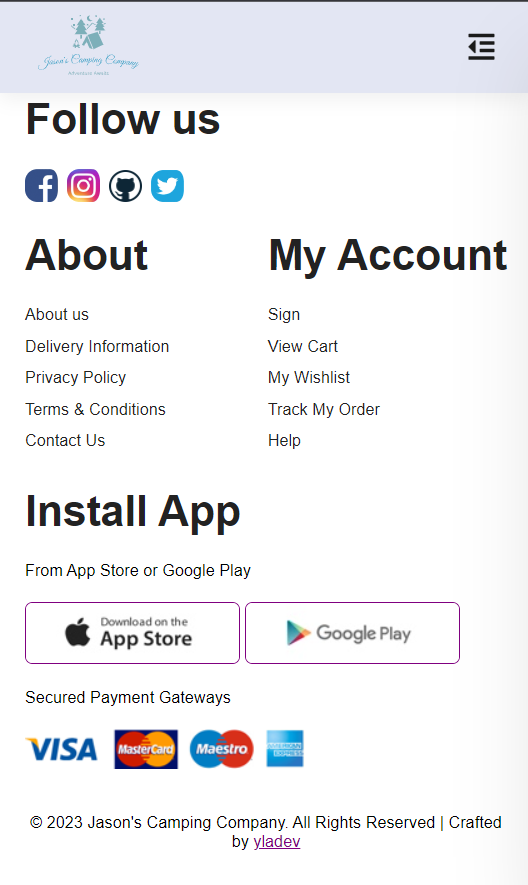 Jason's Camping Company
Adventure Awaits
Follow us
About
About us
Delivery Information
Privacy Policy
Terms & Conditions
Contact Us
My Account
Sign
View Cart
My Wishlist
Track My Order
Help
Install App
From App Store or Google Play
Download on the
App Store
Google Play
Secured Payment Gateways
VISA
MasterCard
Maestro
AMERICAN
EXPRESS
© 2023 Jason's Camping Company. All Rights Reserved | Crafted
by yladev